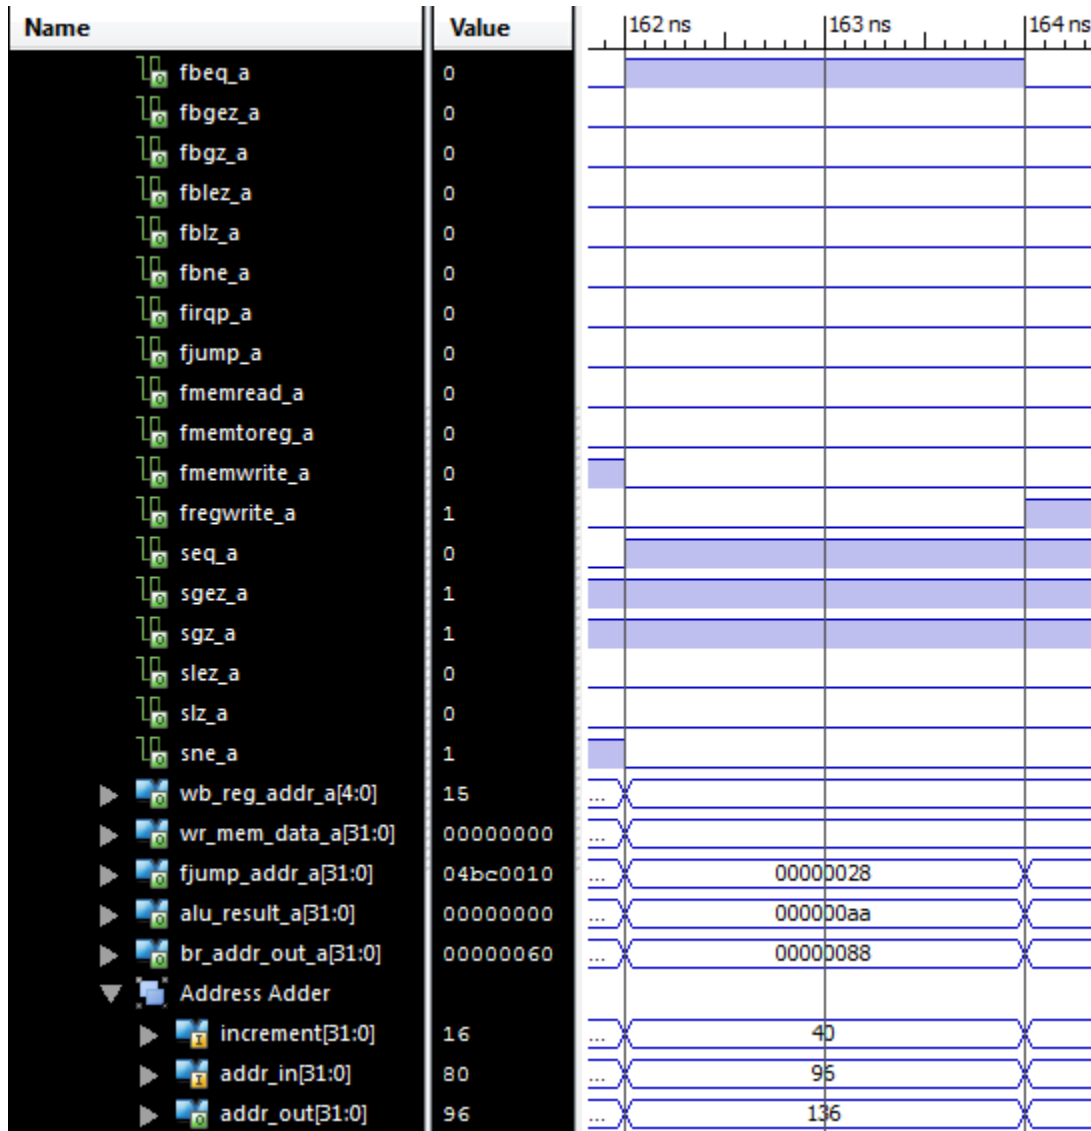 Name Value 162 ns 163 ns 164 ns
fbeq_a 0
fbgez_a 0
fbgz_a 0
fblez_a 0
fblz_a 0
fbne_a 0
firqp_a 0
fjump_a 0
fmemread_a 0
fmemtoreg_a 0
fmemwrite_a 0
fregwrite_a 1
seq_a 0
sgez_a 1
sgz_a 1
slez_a 0
slz_a 0
sne_a 1
wb_reg_addr_a[4:0] 15 ...
wr_mem_data_a[31:0] 00000000 ...
fjump_addr_a[31:0] 04bc0010 ... 00000028
alu_result_a[31:0] 00000000 ... 000000aa
br_addr_out_a[31:0] 00000060 ... 00000088
Address Adder
increment[31:0] 16 ... 40
addr_in[31:0] 80 ... 96
addr_out[31:0] 96 ... 136